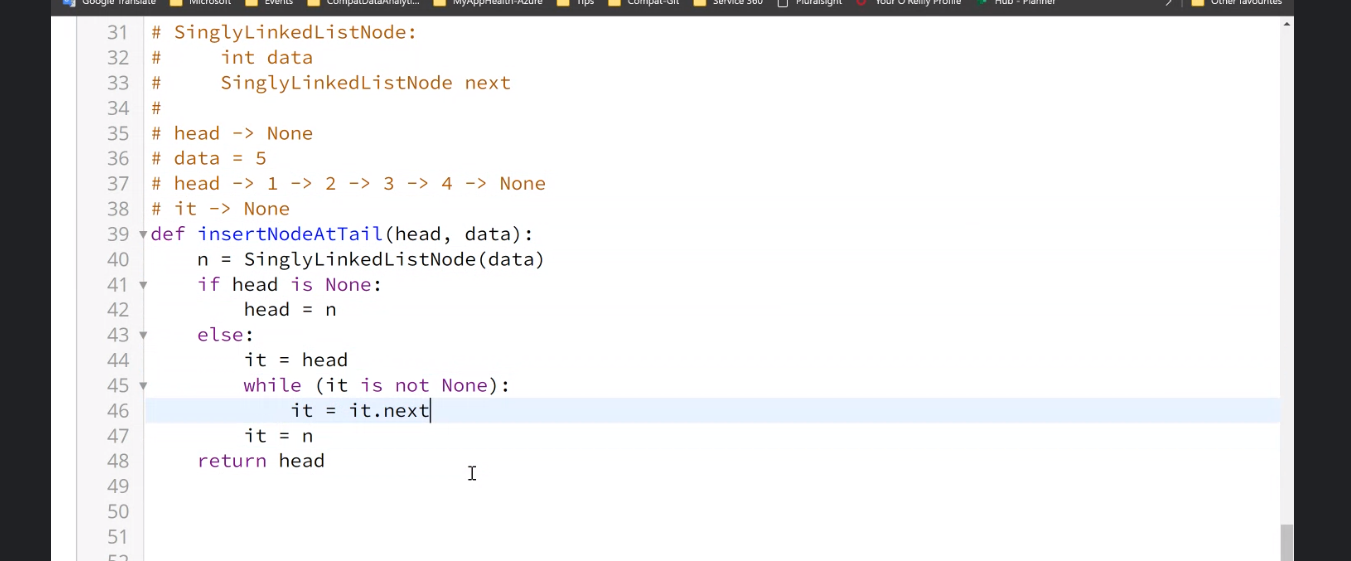 Google Translate Microsoft Events CompatDataAnalyti... MyAppHealth-Azure Tips Compat-Git Service 360 Pluralsight Your O'Reilly Profile Hub - Planner Other favourites
31 # SinglyLinkedListNode:
32 #     int data
33 #     SinglyLinkedListNode next
34 #
35 # head -> None
36 # data = 5
37 # head -> 1 -> 2 -> 3 -> 4 -> None
38 # it -> None
39 def insertNodeAtTail(head, data):
40     n = SinglyLinkedListNode(data)
41     if head is None:
42         head = n
43     else:
44         it = head
45         while (it is not None):
46             it = it.next
47         it = n
48     return head
49
50
51
52